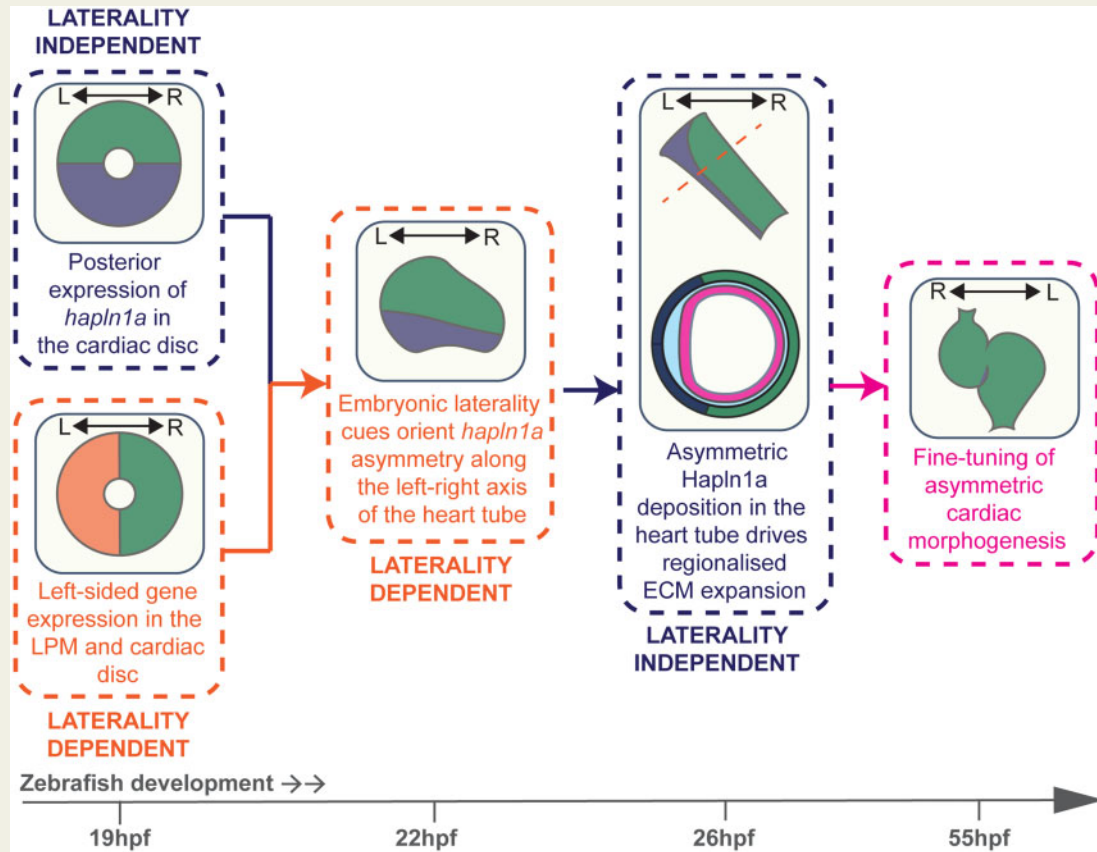 LATERALITY
INDEPENDENT
L R
Posterior
expression of
hapln1a in
the cardiac disc
L R
Left-sided gene
expression in the
LPM and cardiac
disc
LATERALITY
DEPENDENT
L R
Embryonic laterality
cues orient hapln1a
asymmetry along
the left-right axis
of the heart tube
LATERALITY
DEPENDENT
L R
Asymmetric
Hapln1a
deposition in the
heart tube drives
regionalised
ECM expansion
LATERALITY
INDEPENDENT
R L
Fine-tuning of
asymmetric
cardiac
morphogenesis
Zebrafish development →→
19hpf
22hpf
26hpf
55hpf